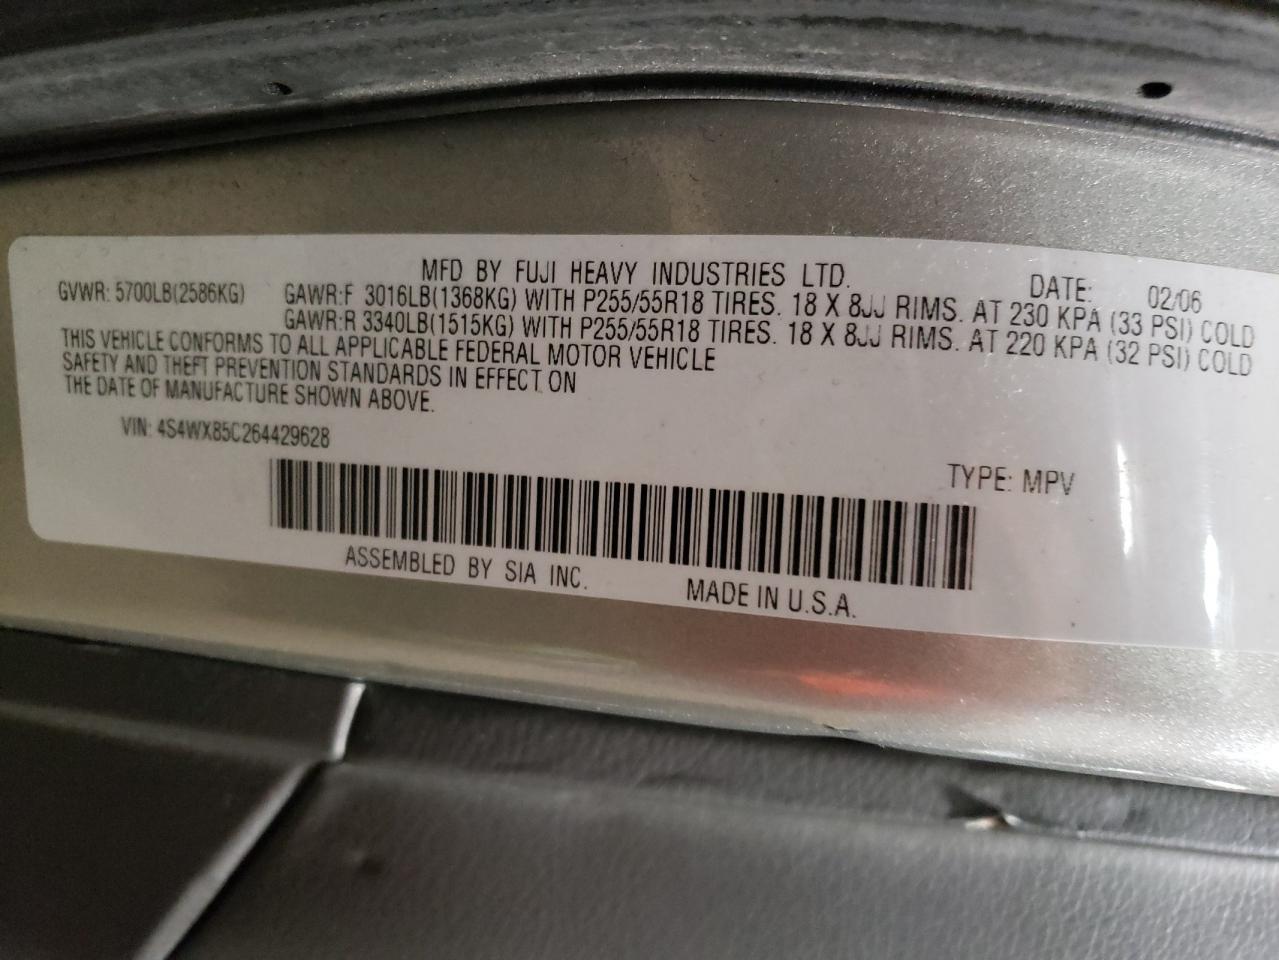 MFD BY FUJI HEAVY INDUSTRIES LTD. DATE: 02/06
GVWR: 5700LB(2586KG) GAWR:F 3016LB(1368KG) WITH P255/55R18 TIRES. 18 X 8JJ RIMS. AT 230 KPA (33 PSI) COLD
GAWR:R 3340LB(1515KG) WITH P255/55R18 TIRES. 18 X 8JJ RIMS. AT 220 KPA (32 PSI) COLD
THIS VEHICLE CONFORMS TO ALL APPLICABLE FEDERAL MOTOR VEHICLE
SAFETY AND THEFT PREVENTION STANDARDS IN EFFECT ON
THE DATE OF MANUFACTURE SHOWN ABOVE.
VIN: 4S4WX85C264429628
TYPE: MPV
ASSEMBLED BY SIA INC. MADE IN U.S.A.